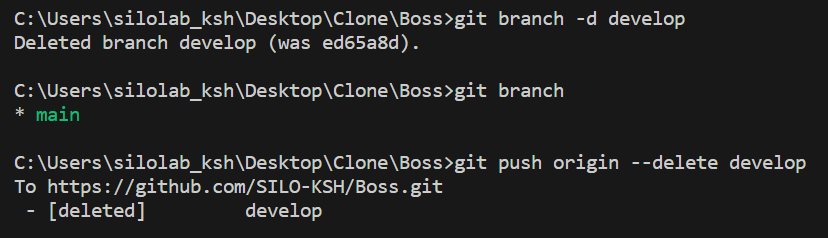 C:\Users\silolab_ksh\Desktop\Clone\Boss>git branch -d develop
Deleted branch develop (was ed65a8d).
C:\Users\silolab_ksh\Desktop\Clone\Boss>git branch
* main
C:\Users\silolab_ksh\Desktop\Clone\Boss>git push origin --delete develop
To https://github.com/SILO-KSH/Boss.git
 - [deleted]         develop